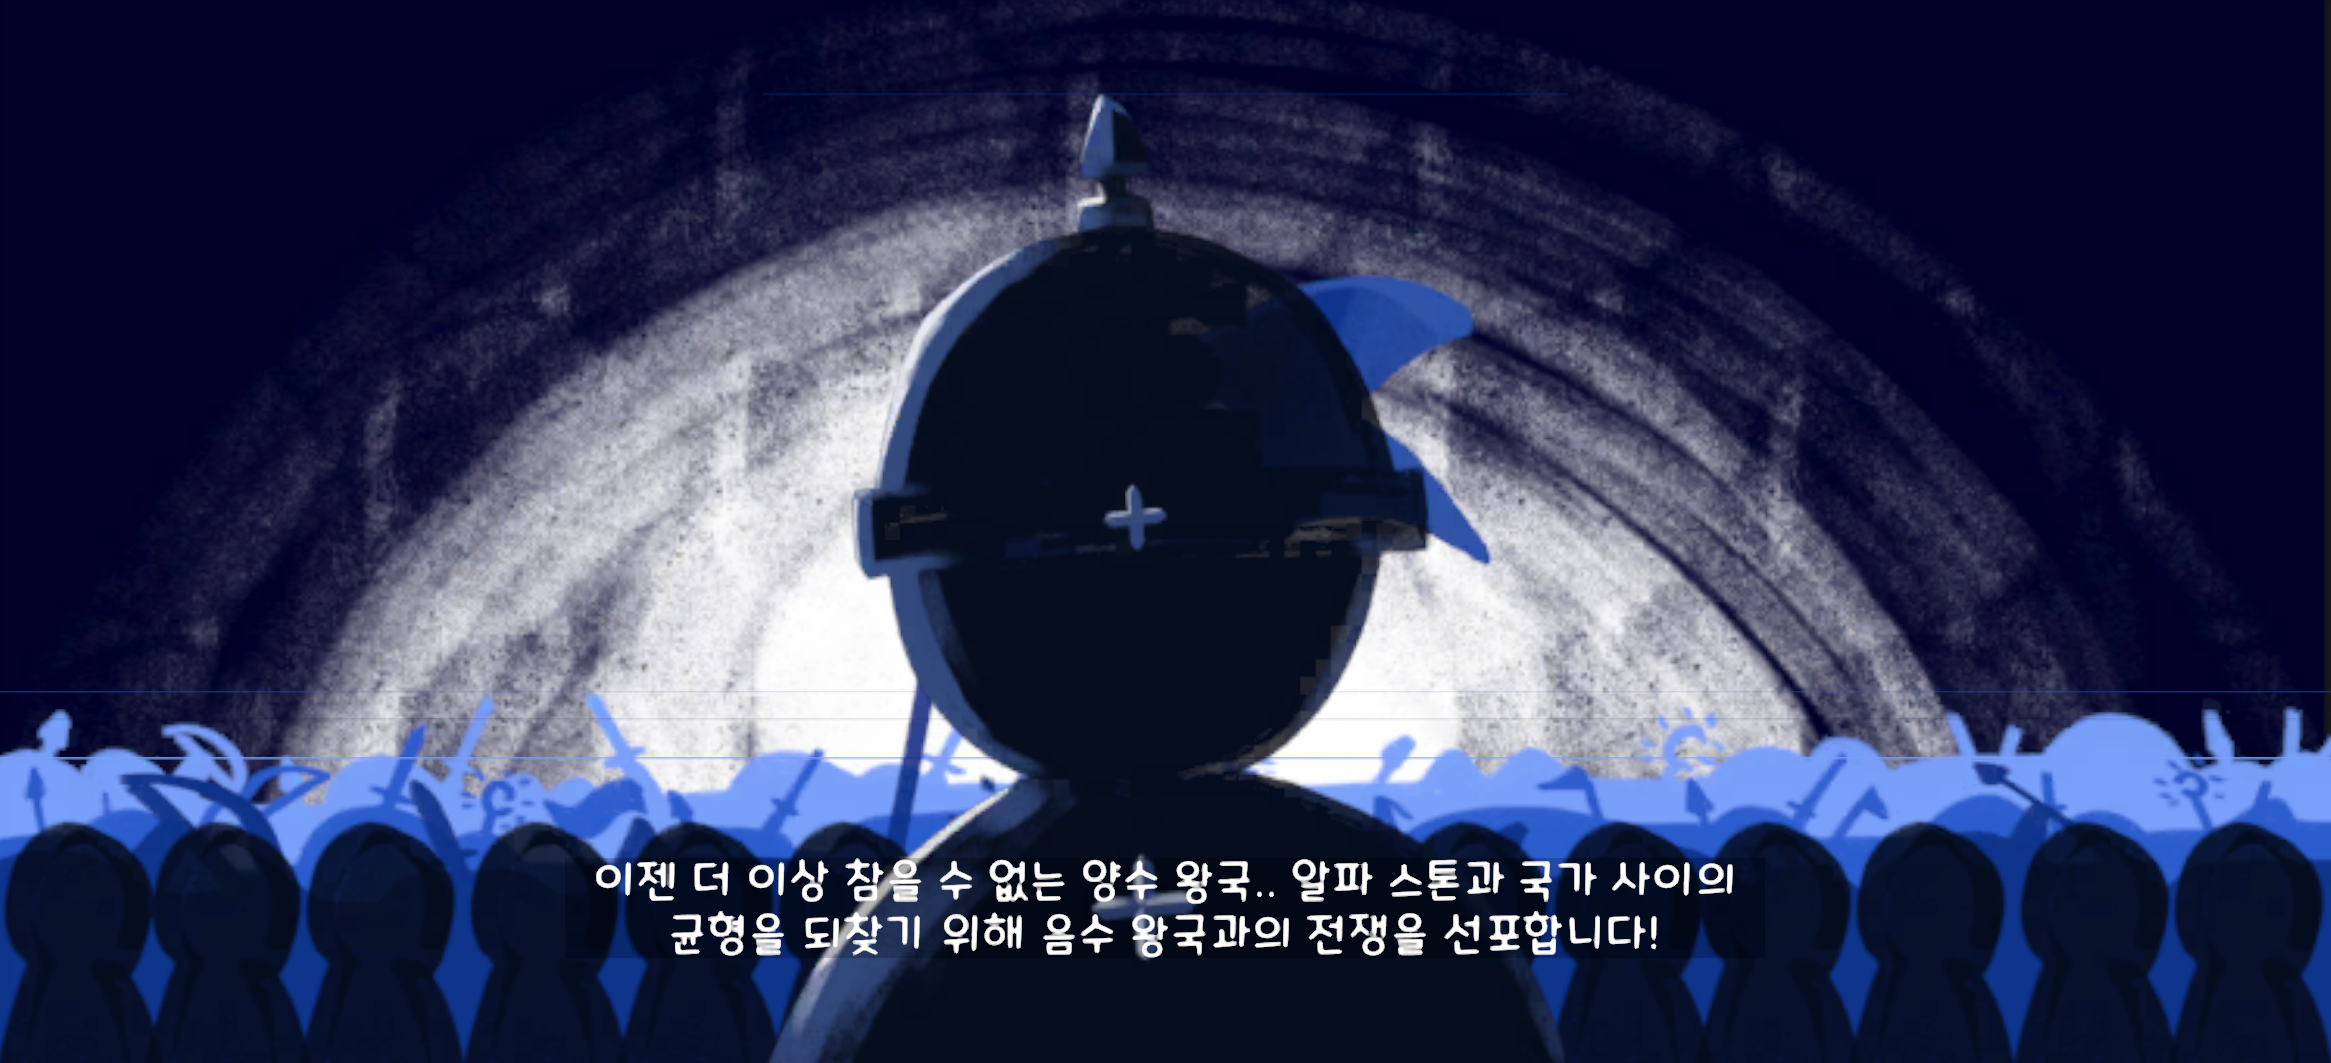 이젠 더 이상 참을 수 없는 양수 왕국.. 알파 스톤과 국가 사이의
균형을 되찾기 위해 음수 왕국과의 전쟁을 선포합니다!